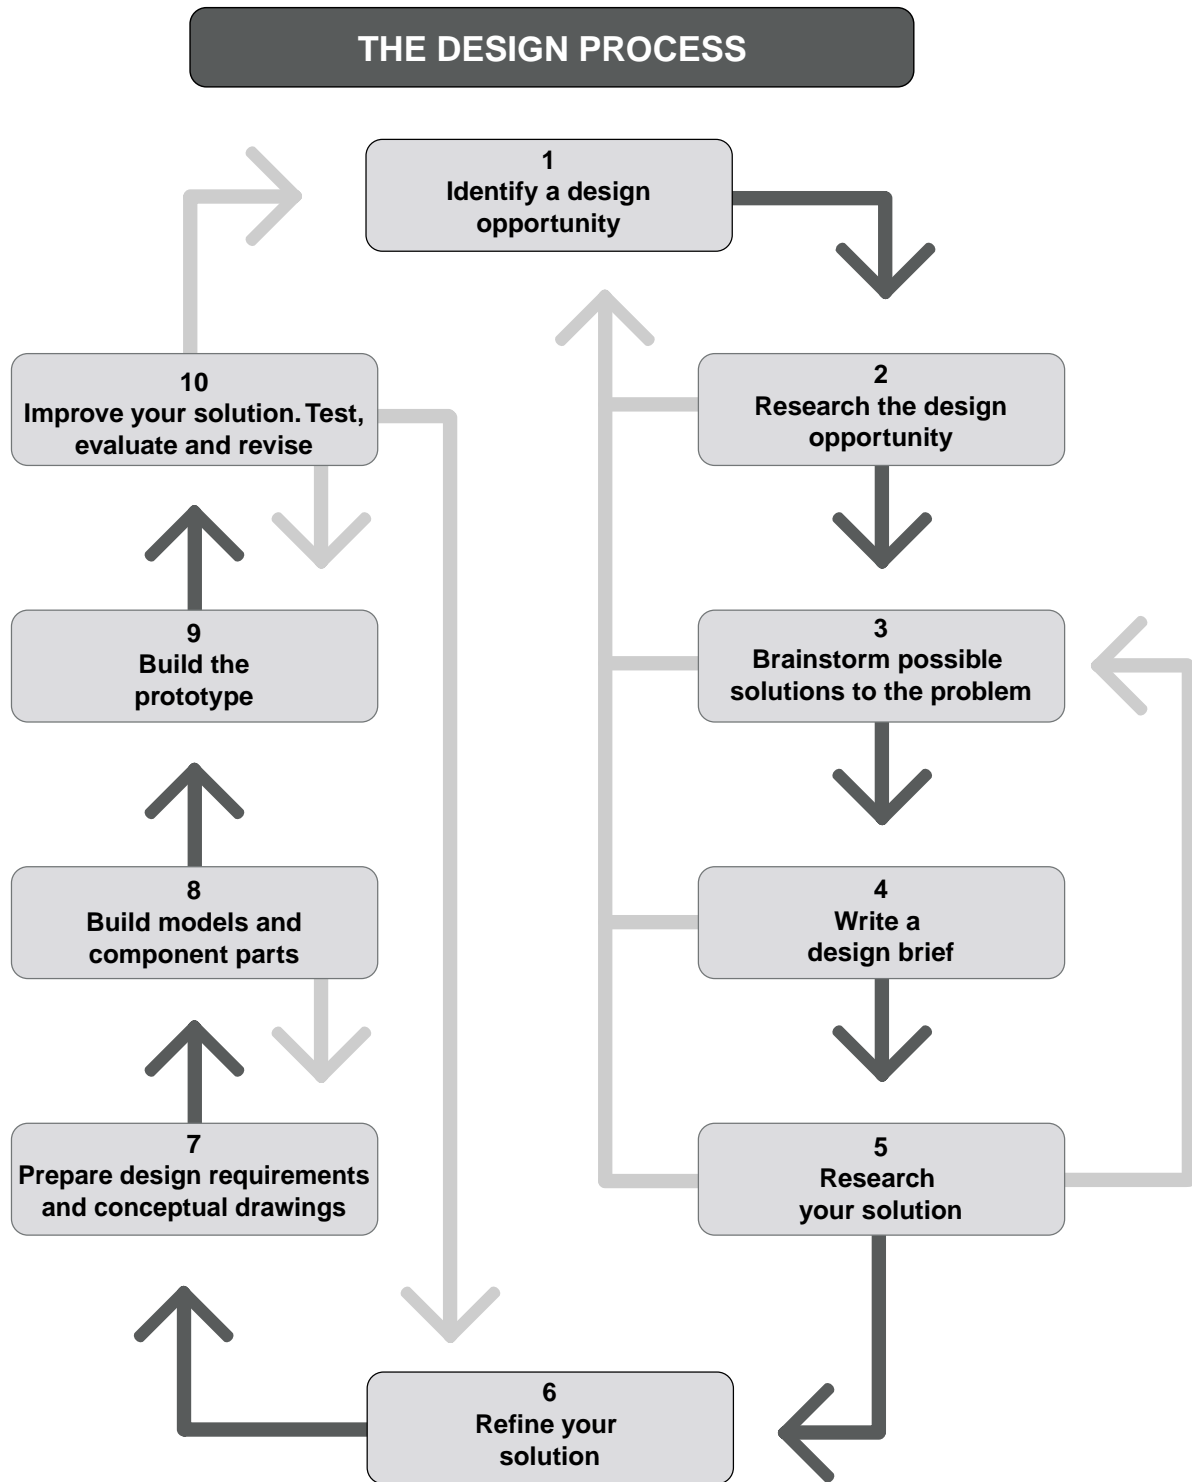 THE DESIGN PROCESS
1
Identify a design
opportunity
2
Research the design
opportunity
3
Brainstorm possible
solutions to the problem
4
Write a
design brief
5
Research
your solution
6
Refine your
solution
7
Prepare design requirements
and conceptual drawings
8
Build models and
component parts
9
Build the
prototype
10
Improve your solution. Test,
evaluate and revise